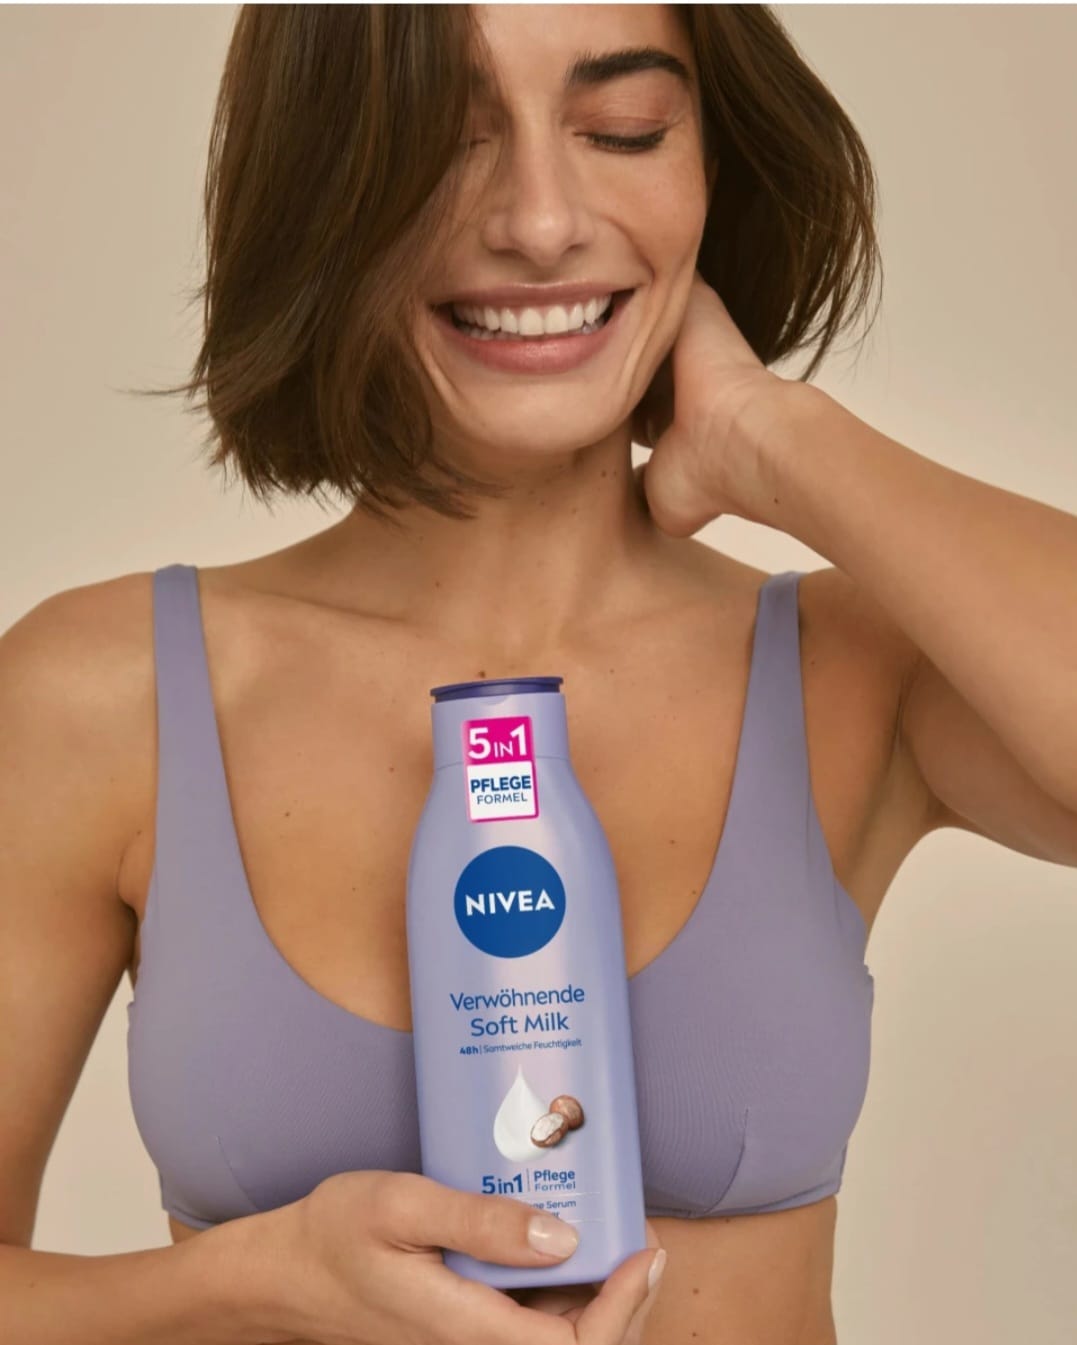 5IN1
PFLEGE
FORMEL
NIVEA
Verwöhnende
Soft Milk
48h | Samtweiche Feuchtigkeit
5in1 | Pflege
Formel
Serum